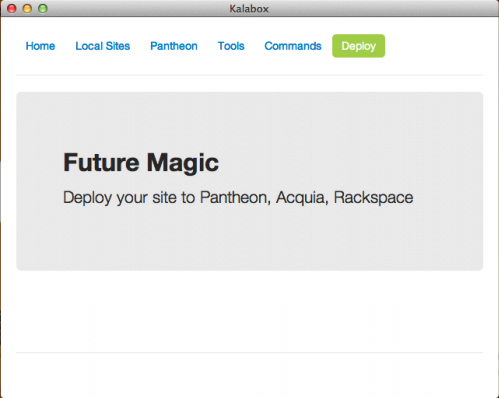 Kalabox
Home Local Sites Pantheon Tools Commands Deploy
Future Magic
Deploy your site to Pantheon, Acquia, Rackspace